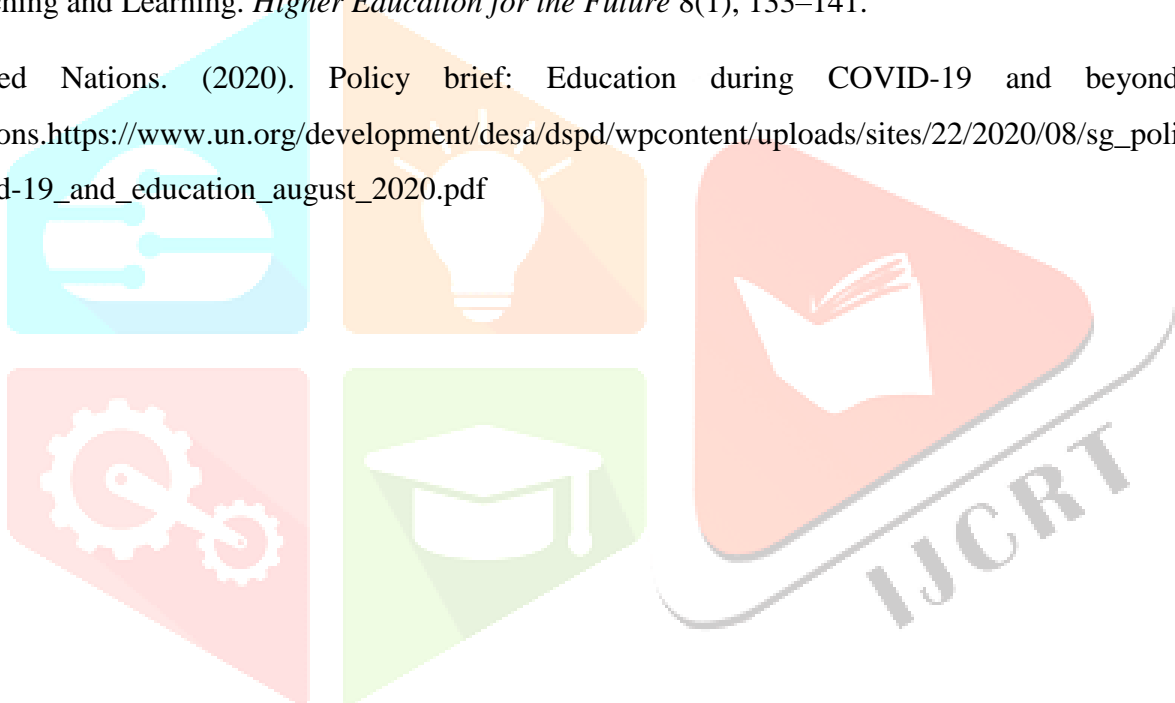 ching and Learning. Higher Education for the Future 8(1), 133–141.
ed Nations. (2020). Policy brief: Education during COVID-19 and beyond
ons.https://www.un.org/development/desa/dspd/wpcontent/uploads/sites/22/2020/08/sg_poli
d-19_and_education_august_2020.pdf
IJCRT